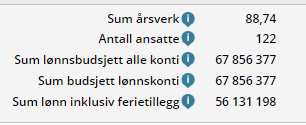 Sum årsverk 88,74
Antall ansatte 122
Sum lønnsbudsjett alle konti 67 856 377
Sum budsjett lønnskonti 67 856 377
Sum lønn inklusiv ferietillegg 56 131 198